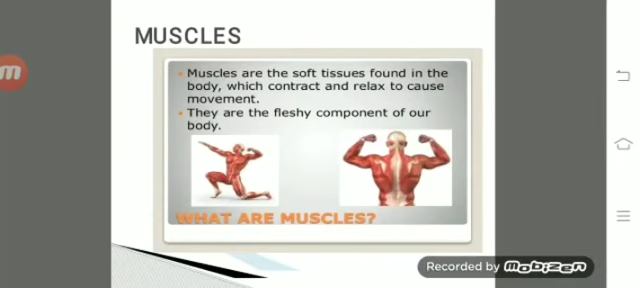 MUSCLES
Muscles are the soft tissues found in the
body, which contract and relax to cause
movement.
They are the fleshy component of our
body.
WHAT ARE MUSCLES?
Recorded by mobizen